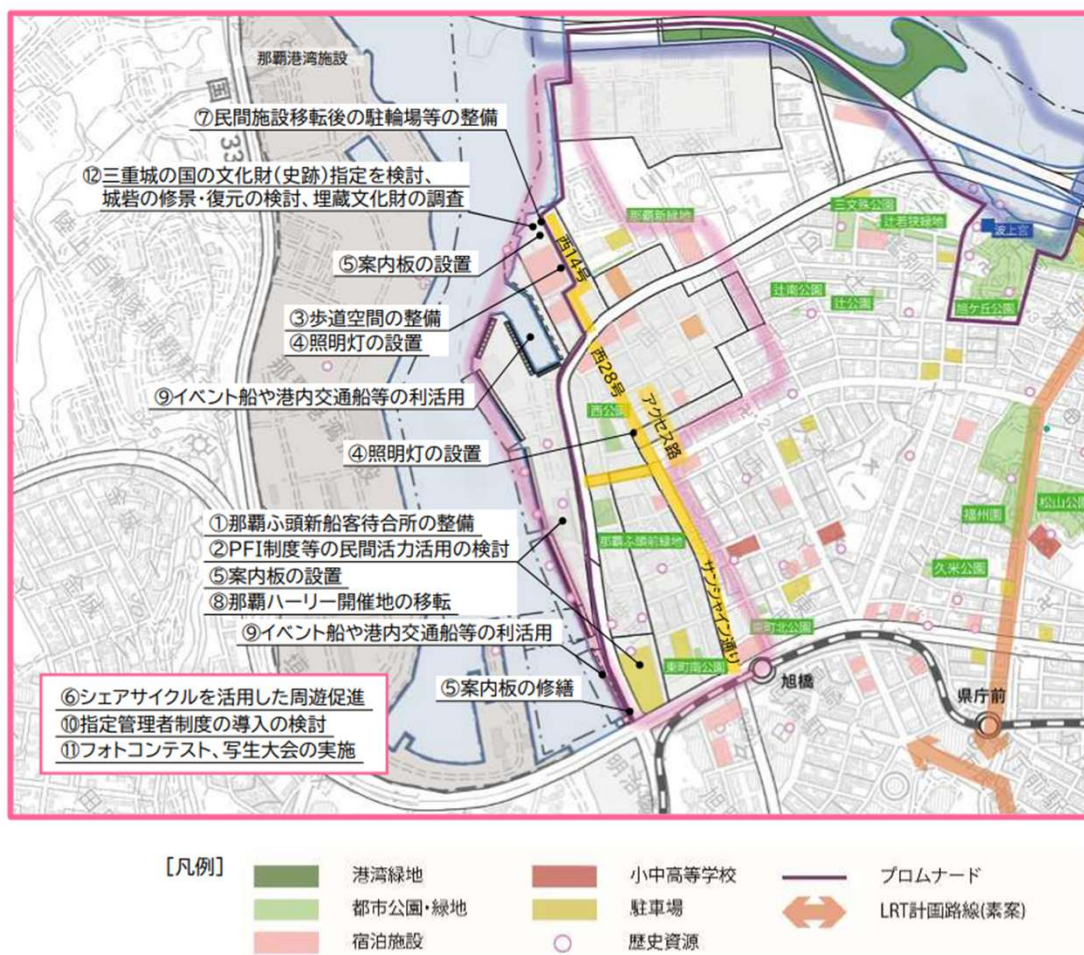 那覇港湾施設
国
33
⑦民間施設移転後の駐輪場等の整備
⑫三重城の国の文化財(史跡)指定を検討、
城砦の修景・復元の検討、埋蔵文化財の調査
⑤案内板の設置
③歩道空間の整備
④照明灯の設置
⑨イベント船や港内交通船等の利活用
④照明灯の設置
①那覇ふ頭新船客待合所の整備
②PFI制度等の民間活力活用の検討
⑤案内板の設置
⑧那覇ハーリー開催地の移転
⑨イベント船や港内交通船等の利活用
⑤案内板の修繕
⑥シェアサイクルを活用した周遊促進
⑩指定管理者制度の導入の検討
⑪フォトコンテスト、写生大会の実施
西14号
西28号
アクセス路
サンシャイン通り
那覇新緑地
三文殊公園
辻若狭緑地
波上宮
旭ケ丘公園
辻南公園
辻公園
西公園
那覇ふ頭前緑地
福州園
松山公園
久米公園
東町北公園
東町南公園
旭橋
県庁前
[凡例]
港湾緑地
都市公園・緑地
宿泊施設
小中高等学校
駐車場
歴史資源
プロムナード
LRT計画路線(素案)